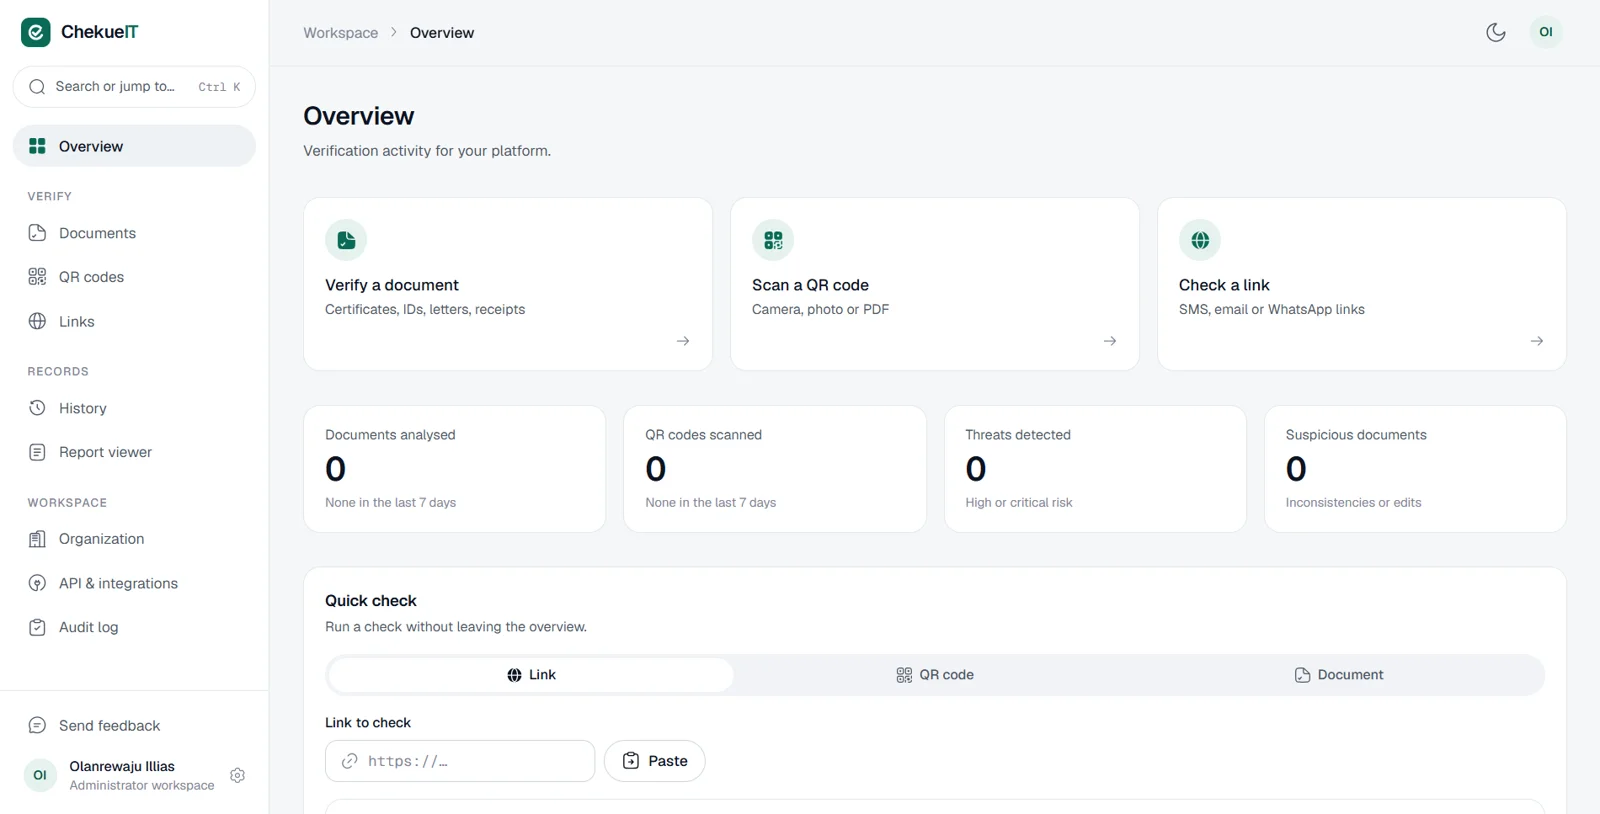 ChekueIT
Search or jump to… Ctrl K
Overview
VERIFY
Documents
QR codes
Links
RECORDS
History
Report viewer
WORKSPACE
Organization
API & integrations
Audit log
Send feedback
OI
Olanrewaju Illias
Administrator workspace
Workspace > Overview
OI
Overview
Verification activity for your platform.
Verify a document
Certificates, IDs, letters, receipts
Scan a QR code
Camera, photo or PDF
Check a link
SMS, email or WhatsApp links
Documents analysed
0
None in the last 7 days
QR codes scanned
0
None in the last 7 days
Threats detected
0
High or critical risk
Suspicious documents
0
Inconsistencies or edits
Quick check
Run a check without leaving the overview.
Link
QR code
Document
Link to check
https://…
Paste